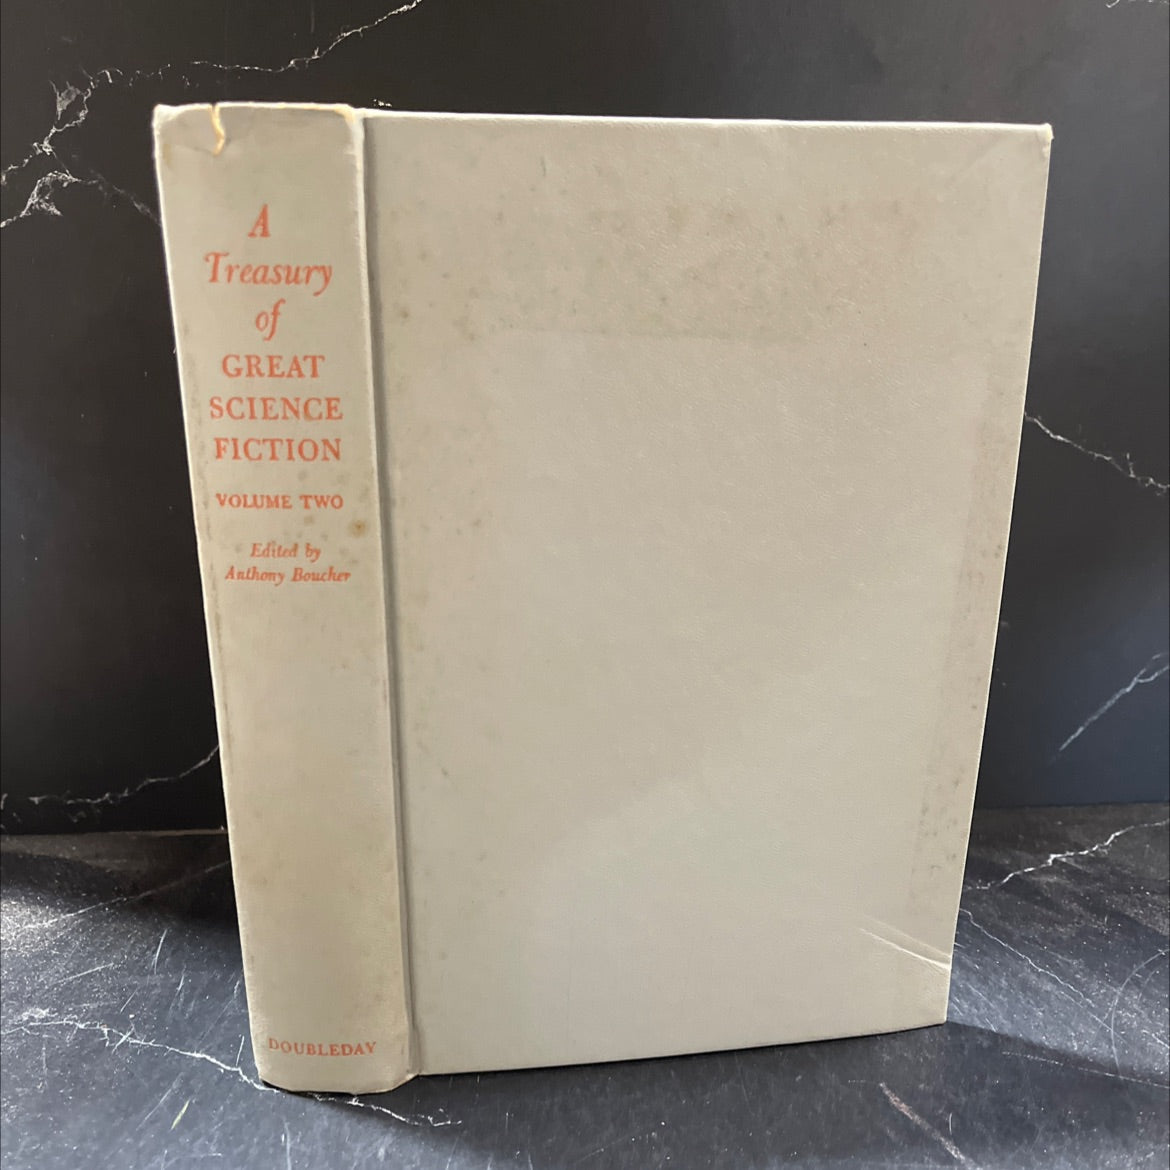 A
Treasury
of
GREAT
SCIENCE
FICTION
VOLUME TWO
Edited by
Anthony Boucher
DOUBLEDAY